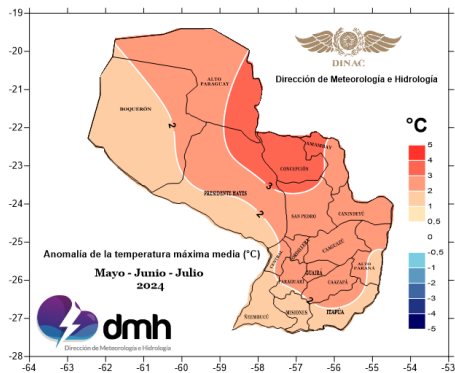 -19
-20
-21
-22
-23
-24
-25
-26
-27
-28
-64
-63
-62
-61
-60
-59
-58
-57
-56
-55
-54
-53
DINAC
Dirección de Meteorología e Hidrología
°C
5
4
3
2
1
0,5
0
-0,5
-1
-2
-3
-4
-5
ALTO
PARAGUAY
BOQUERÓN
2
AMAMBAY
CONCEPCIÓN
3
PRESIDENTE HAYES
2
SAN PEDRO
CANINDEYÚ
CORDILLERA
CAAGUAZÚ
CENTRAL
ALTO
PARANÁ
GUAIRÁ
PARAGUARÍ
CAAZAPÁ
2
ÑEEMBUCÚ
MISIONES
ITAPÚA
Anomalía de la temperatura máxima media (°C)
Mayo - Junio - Julio
2024
dmh
Dirección de Meteorología e Hidrología